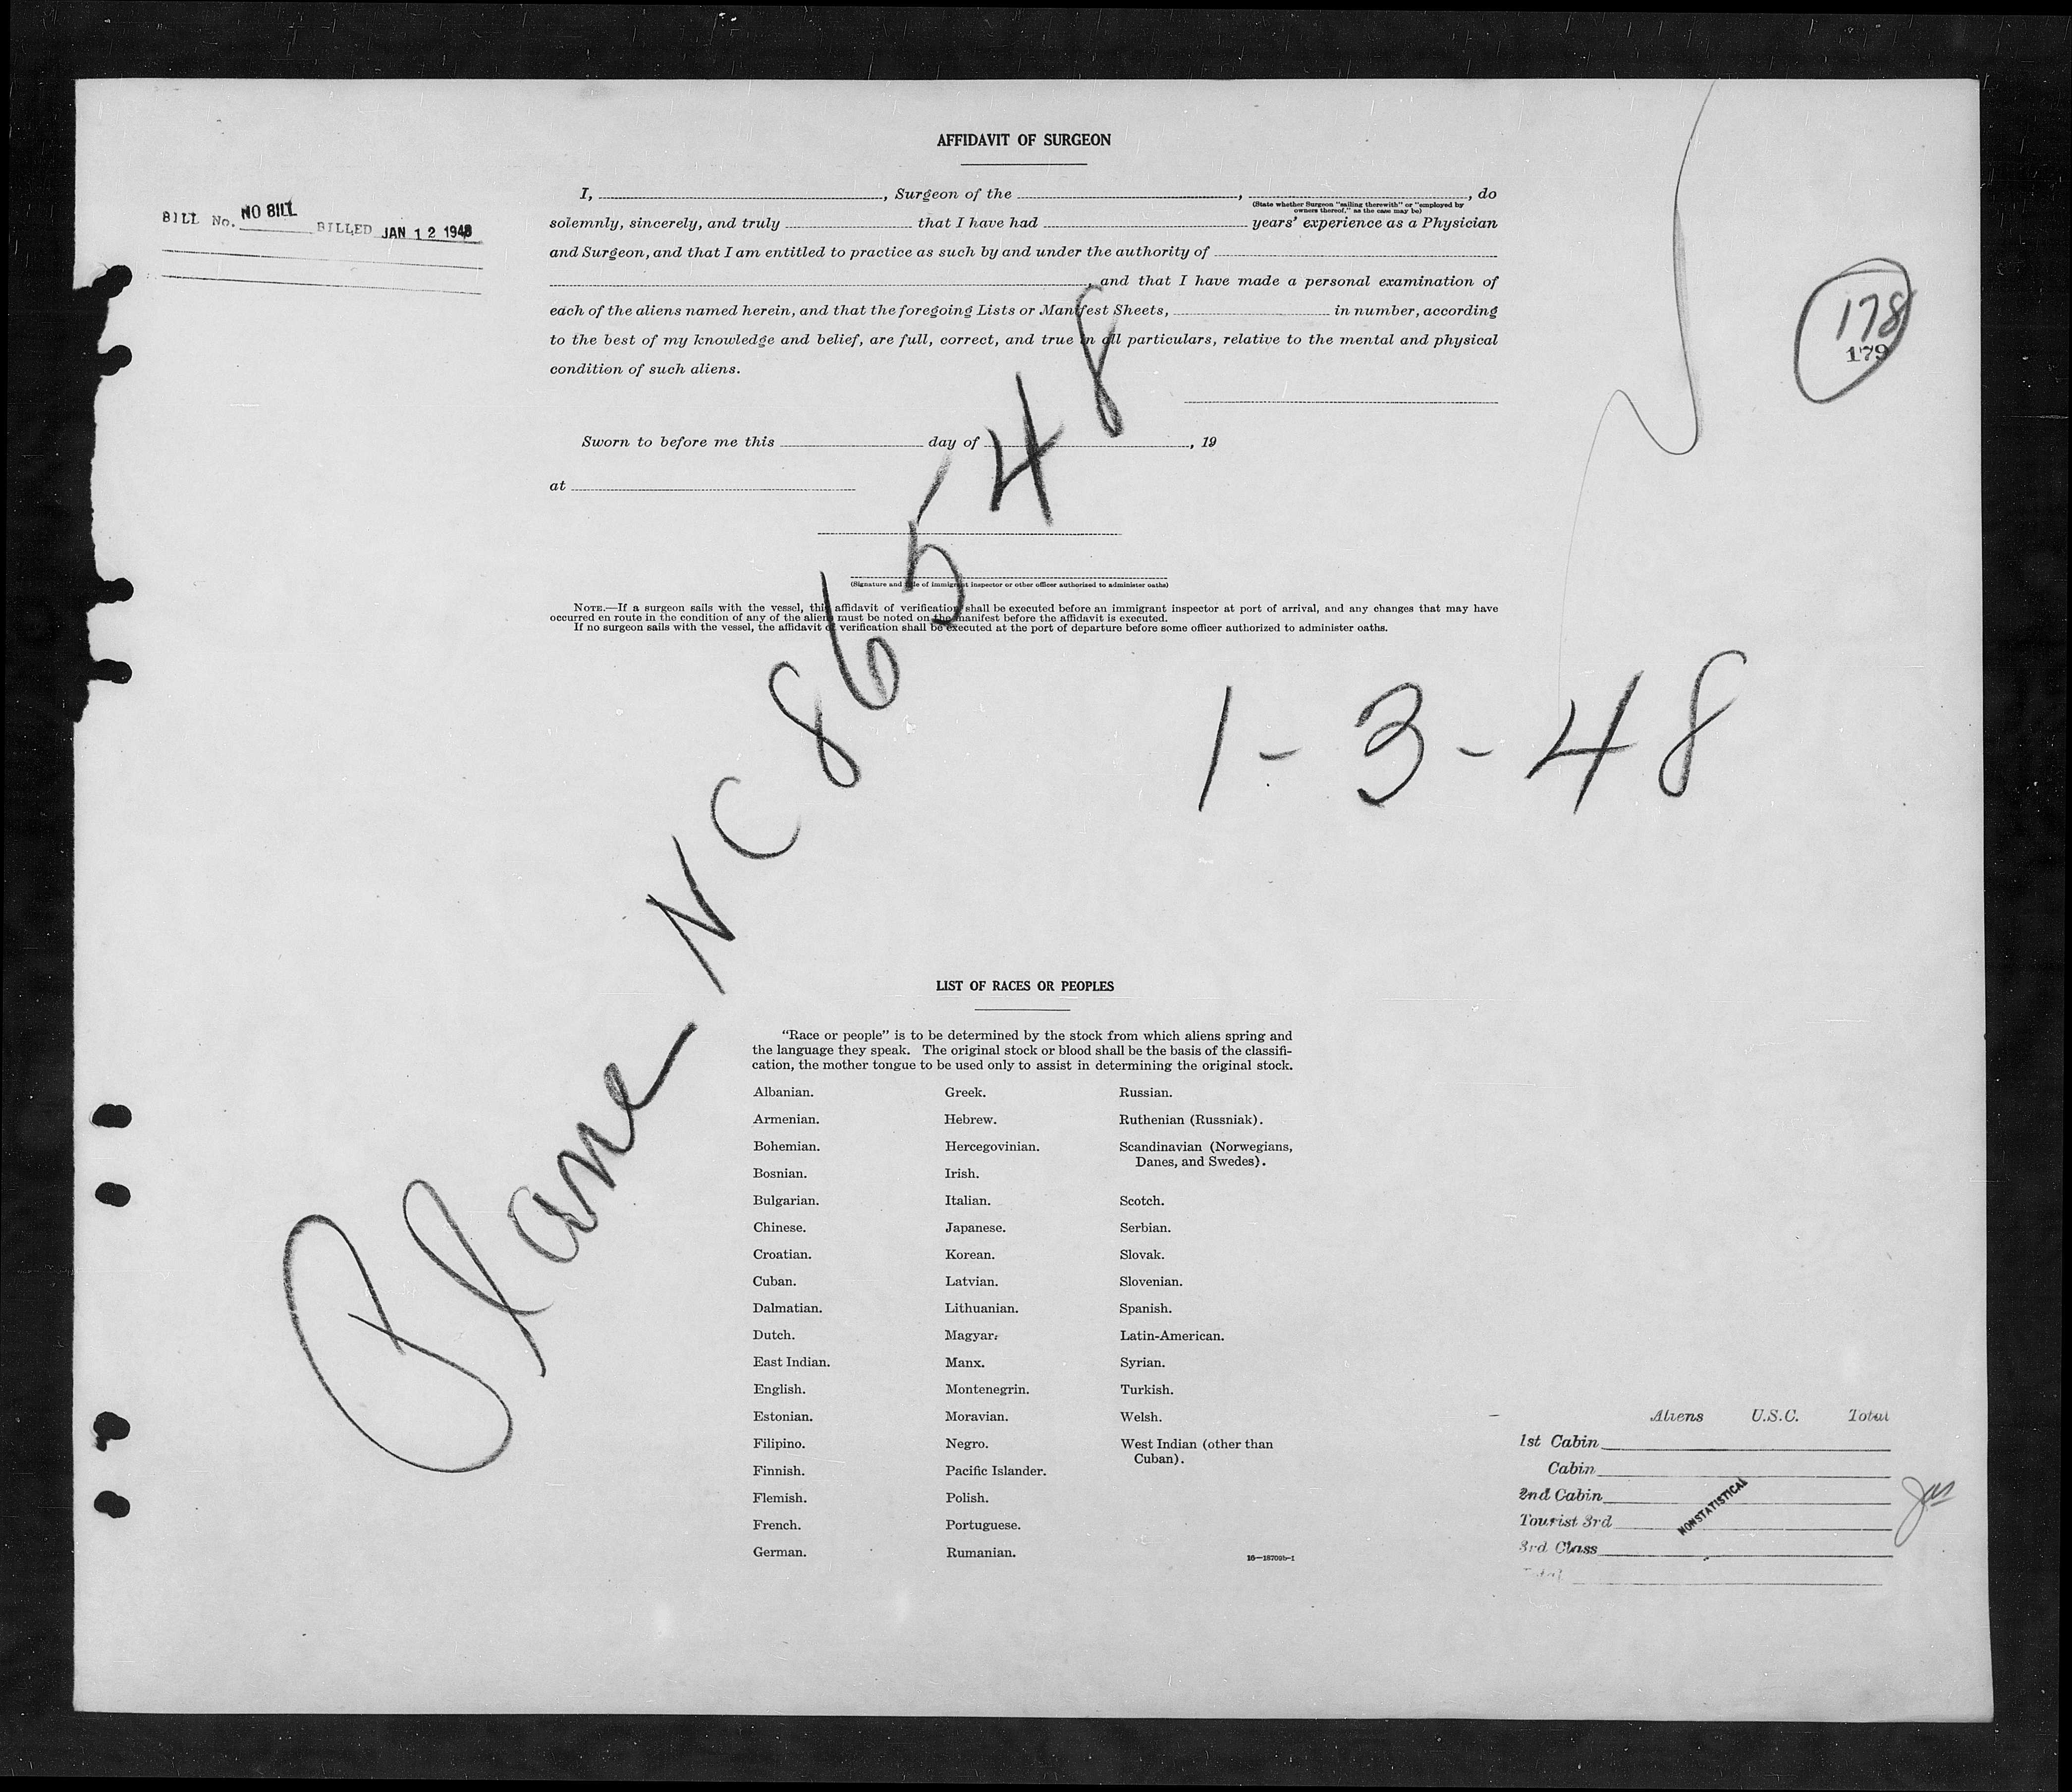 AFFIDAVIT OF SURGEON
BILL No. NO BILL BILLED JAN 12 1948
I, , Surgeon of the , , do
(State whether Surgeon "sailing therewith" or "employed by
owners thereof," as the case may be)
solemnly, sincerely, and truly that I have had years' experience as a Physician
and Surgeon, and that I am entitled to practice as such by and under the authority of
, and that I have made a personal examination of
each of the aliens named herein, and that the foregoing Lists or Manifest Sheets, in number, according
to the best of my knowledge and belief, are full, correct, and true in all particulars, relative to the mental and physical
condition of such aliens.
178
179
Sworn to before me this day of , 19
at
(Signature and title of immigrant inspector or other officer authorized to administer oaths)
NOTE.—If a surgeon sails with the vessel, this affidavit of verification shall be executed before an immigrant inspector at port of arrival, and any changes that may have
occurred en route in the condition of any of the aliens must be noted on the manifest before the affidavit is executed.
If no surgeon sails with the vessel, the affidavit of verification shall be executed at the port of departure before some officer authorized to administer oaths.
Plane NC 86548
1-3-48
LIST OF RACES OR PEOPLES
"Race or people" is to be determined by the stock from which aliens spring and
the language they speak. The original stock or blood shall be the basis of the classifi-
cation, the mother tongue to be used only to assist in determining the original stock.
Albanian.
Armenian.
Bohemian.
Bosnian.
Bulgarian.
Chinese.
Croatian.
Cuban.
Dalmatian.
Dutch.
East Indian.
English.
Estonian.
Filipino.
Finnish.
Flemish.
French.
German.
Greek.
Hebrew.
Hercegovinian.
Irish.
Italian.
Japanese.
Korean.
Latvian.
Lithuanian.
Magyar.
Manx.
Montenegrin.
Moravian.
Negro.
Pacific Islander.
Polish.
Portuguese.
Rumanian.
Russian.
Ruthenian (Russniak).
Scandinavian (Norwegians,
Danes, and Swedes).
Scotch.
Serbian.
Slovak.
Slovenian.
Spanish.
Latin-American.
Syrian.
Turkish.
Welsh.
West Indian (other than
Cuban).
16—18709b-1
Aliens U.S.C. Total
1st Cabin
Cabin
2nd Cabin
Tourist 3rd
3rd Class
Total
NONSTATISTICAL